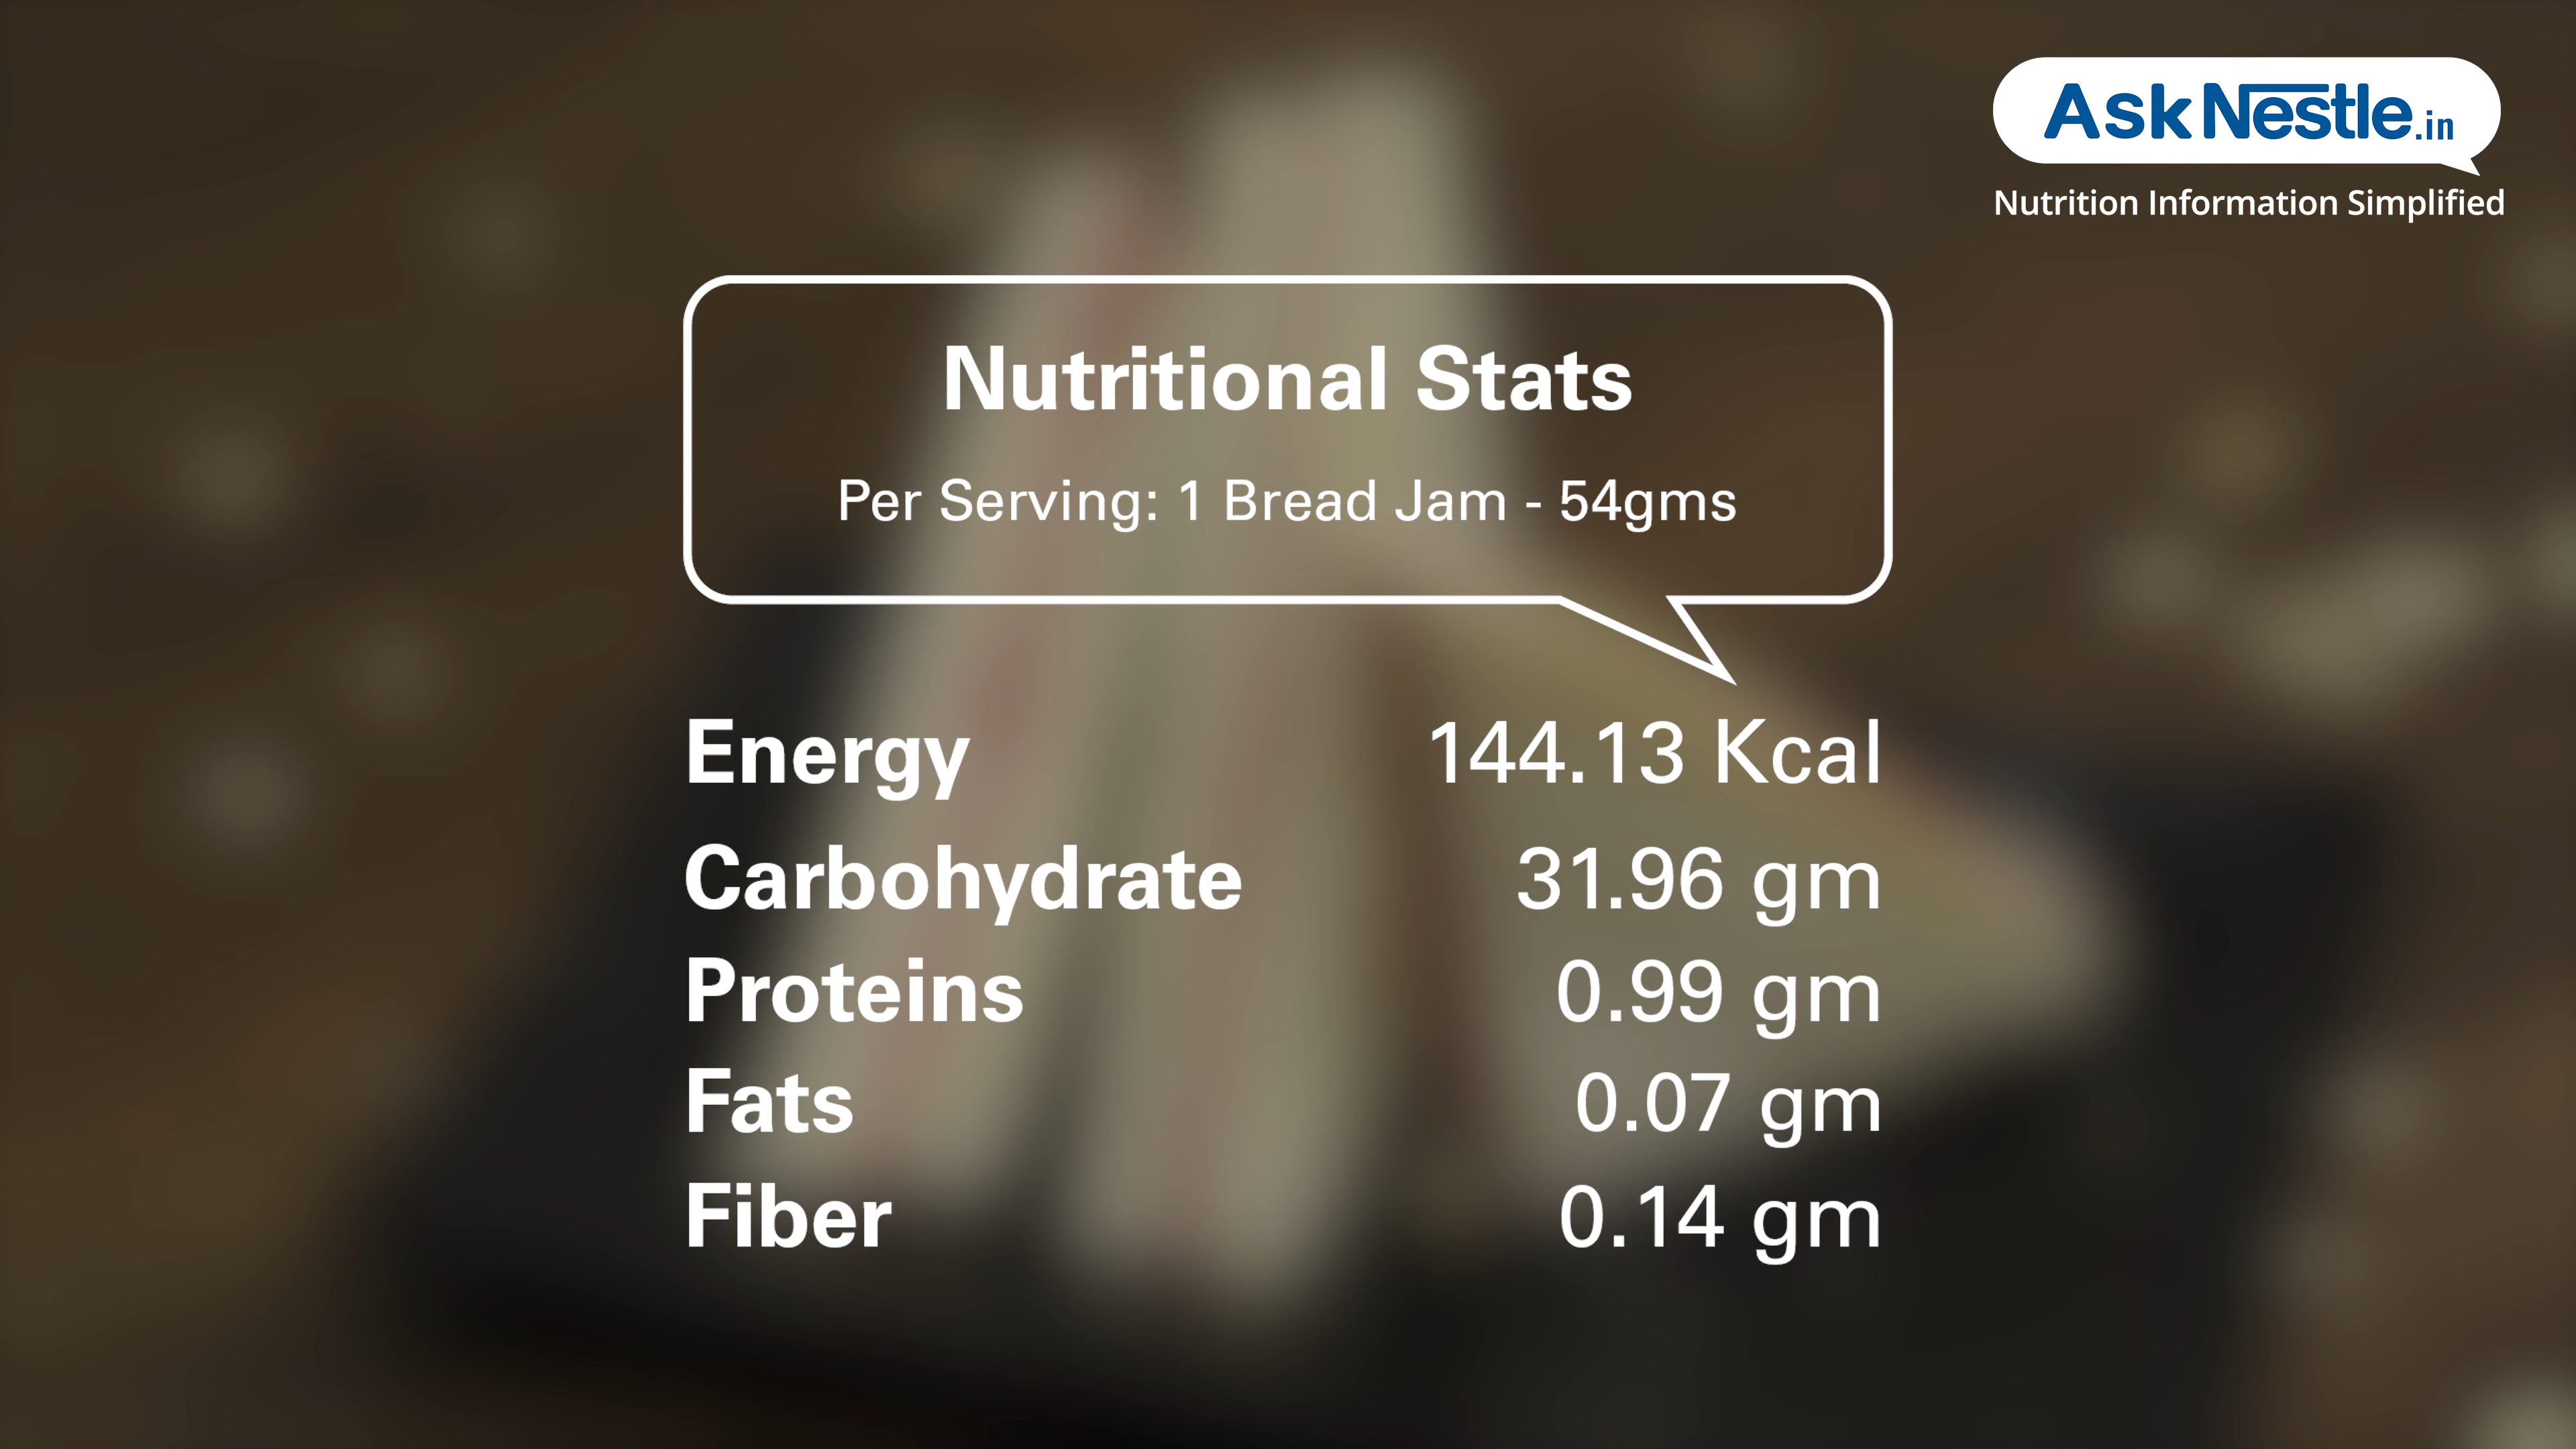 AskNestle.in
Nutrition Information Simplified
Nutritional Stats
Per Serving: 1 Bread Jam - 54gms
Energy 144.13 Kcal
Carbohydrate 31.96 gm
Proteins 0.99 gm
Fats 0.07 gm
Fiber 0.14 gm